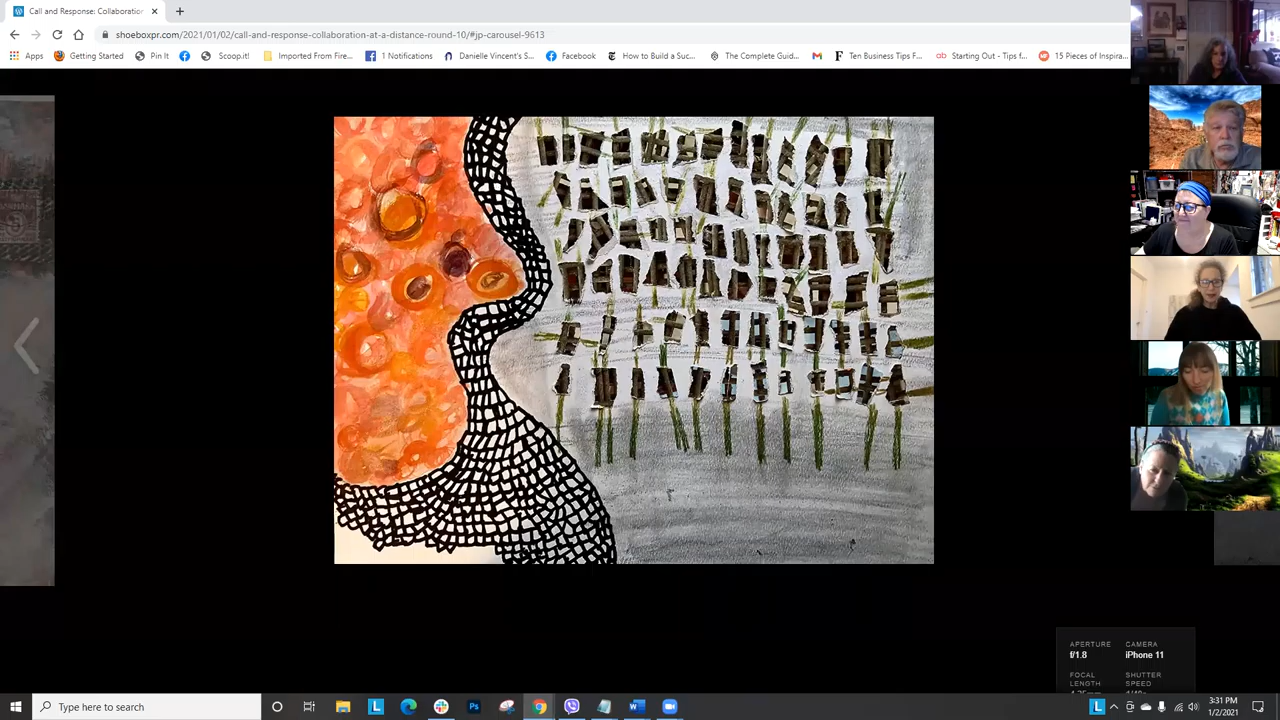 Call and Response: Collaboration
shoeboxpr.com/2021/01/02/call-and-response-collaboration-at-a-distance-round-10/#jp-carousel-9613
Apps Getting Started Pin It Scoop.it! Imported From Fire... 1 Notifications Danielle Vincent's S... Facebook How to Build a Suc... The Complete Guid... Ten Business Tips F... Starting Out - Tips f... 15 Pieces of Inspira
APERTURE CAMERA
f/1.8 iPhone 11
FOCAL LENGTH SHUTTER SPEED
Type here to search
3:31 PM
1/2/2021